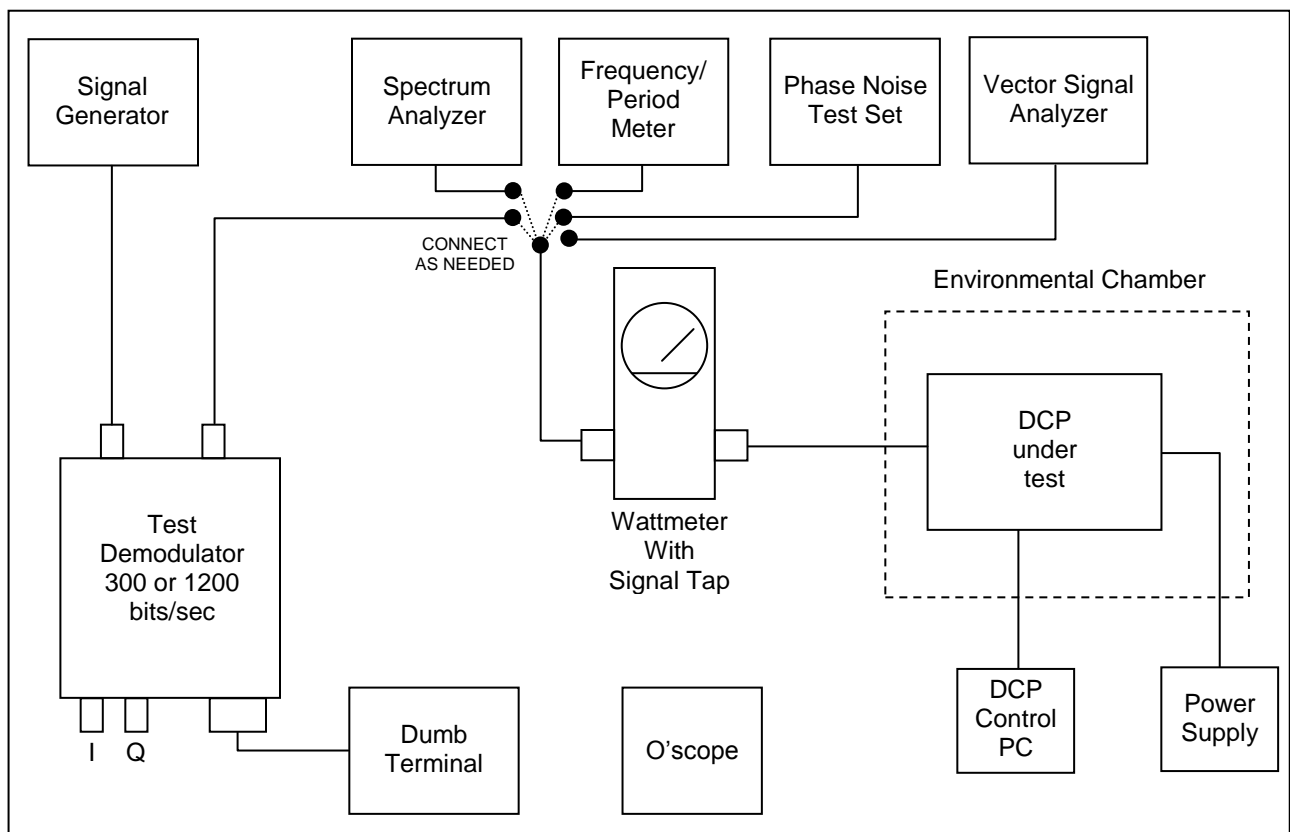 Signal
Generator
Spectrum
Analyzer
Frequency/
Period
Meter
Phase Noise
Test Set
Vector Signal
Analyzer
CONNECT
AS NEEDED
Environmental Chamber
DCP
under
test
Wattmeter
With
Signal Tap
Test
Demodulator
300 or 1200
bits/sec
I
Q
Dumb
Terminal
O’scope
DCP
Control
PC
Power
Supply